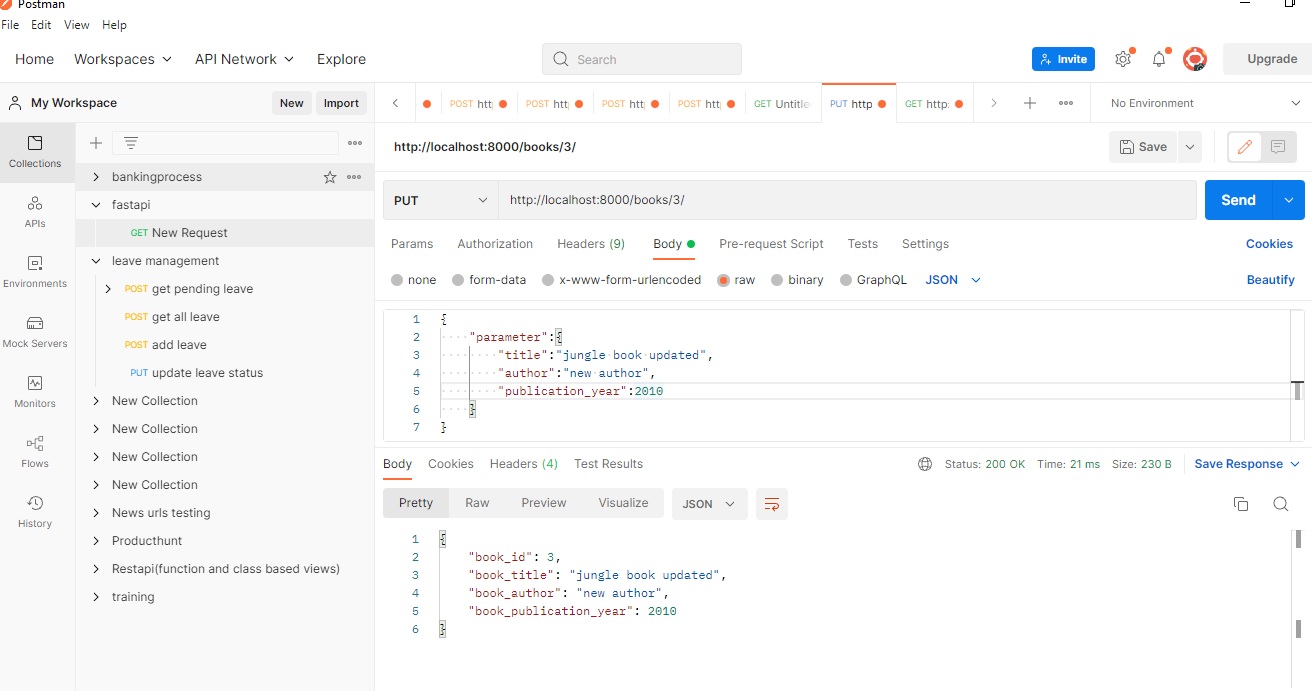 Postman
File Edit View Help
Home Workspaces API Network Explore Search Invite Upgrade
My Workspace New Import
POST http POST http POST http POST http GET Untitle PUT http GET http: No Environment
Collections
APIs
Environments
Mock Servers
Monitors
Flows
History
bankingprocess
fastapi
GET New Request
leave management
POST get pending leave
POST get all leave
POST add leave
PUT update leave status
New Collection
New Collection
New Collection
New Collection
News urls testing
Producthunt
Restapi(function and class based views)
training
http://localhost:8000/books/3/ Save
PUT http://localhost:8000/books/3/ Send
Params Authorization Headers (9) Body Pre-request Script Tests Settings Cookies
none form-data x-www-form-urlencoded raw binary GraphQL JSON Beautify
1 {
2 "parameter":{
3 "title":"jungle book updated",
4 "author":"new author",
5 "publication_year":2010
6 }
7 }
Body Cookies Headers (4) Test Results Status: 200 OK Time: 21 ms Size: 230 B Save Response
Pretty Raw Preview Visualize JSON
1 {
2 "book_id": 3,
3 "book_title": "jungle book updated",
4 "book_author": "new author",
5 "book_publication_year": 2010
6 }